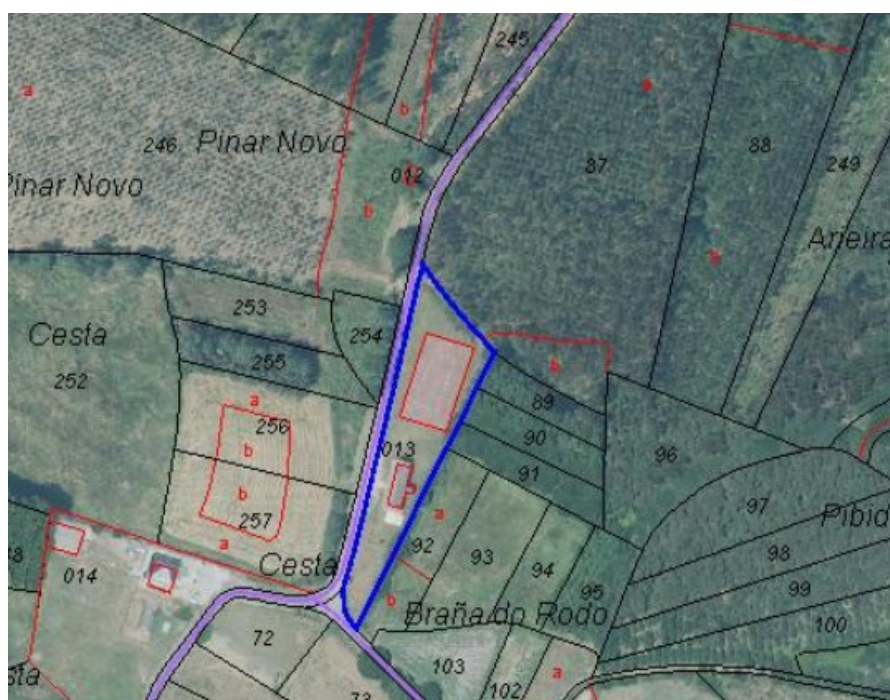 245
a
b
88
a
87
246
Pinar Novo
249
012
Pinar Novo
b
Arieira
b
253
Cesta
254
b
255
252
a
89
256
90
b
013
96
91
b
a
97
257
92
Pibid
a
93
98
Cesta
94
014
99
95
b
Braña do Rodo
100
72
103
a
sta
102
73